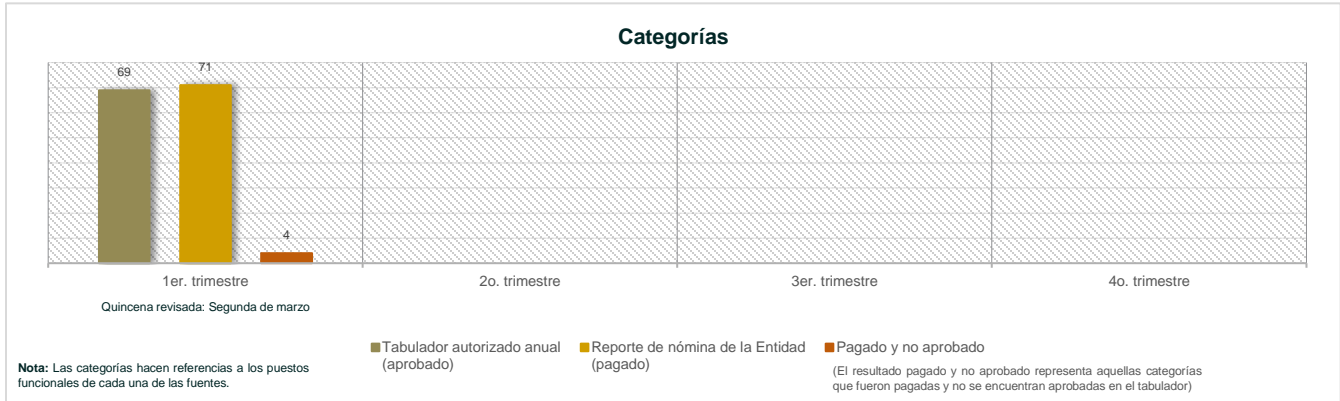 Categorías
69
71
4
1er. trimestre
2o. trimestre
3er. trimestre
4o. trimestre
Quincena revisada: Segunda de marzo
Tabulador autorizado anual
(aprobado)
Reporte de nómina de la Entidad
(pagado)
Pagado y no aprobado
(El resultado pagado y no aprobado representa aquellas categorías
que fueron pagadas y no se encuentran aprobadas en el tabulador)
Nota: Las categorías hacen referencias a los puestos
funcionales de cada una de las fuentes.